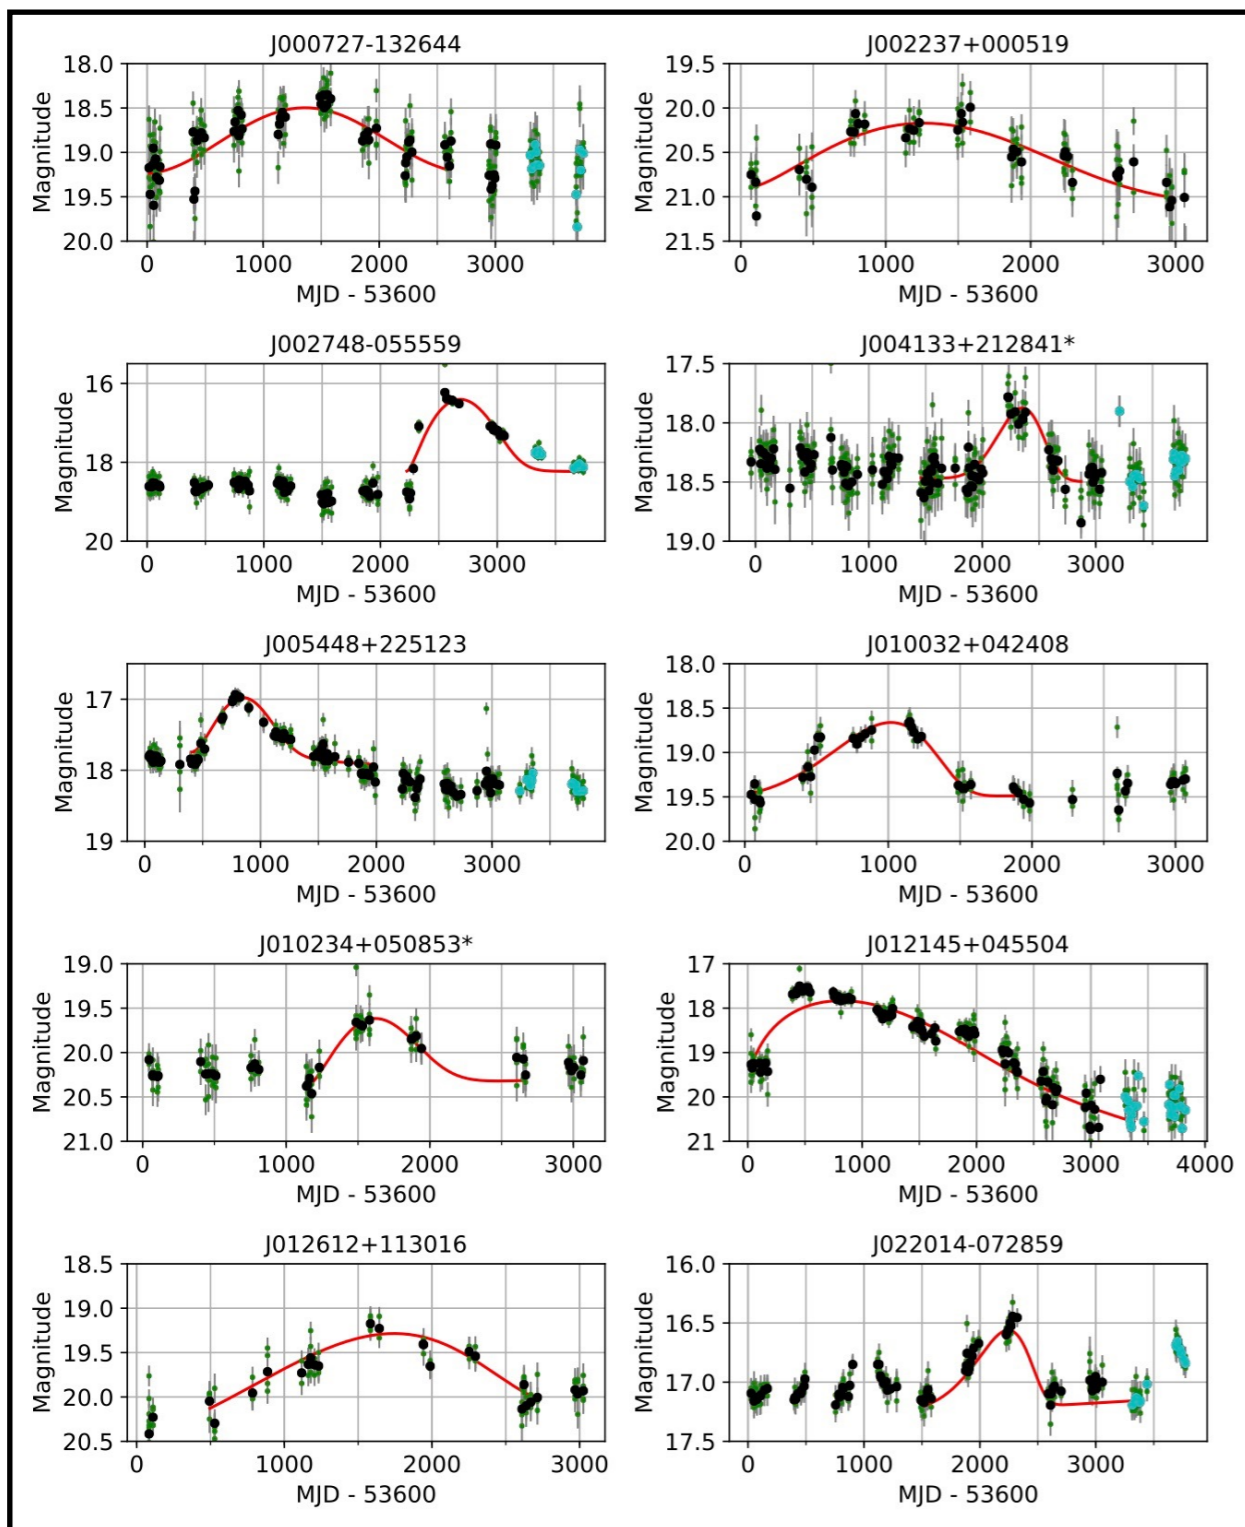 J000727-132644
18.0
18.5
19.0
19.5
20.0
Magnitude
0 1000 2000 3000
MJD - 53600
J002237+000519
19.5
20.0
20.5
21.0
21.5
Magnitude
0 1000 2000 3000
MJD - 53600
J002748-055559
16
18
20
Magnitude
0 1000 2000 3000
MJD - 53600
J004133+212841*
17.5
18.0
18.5
19.0
Magnitude
0 1000 2000 3000
MJD - 53600
J005448+225123
17
18
19
Magnitude
0 1000 2000 3000
MJD - 53600
J010032+042408
18.0
18.5
19.0
19.5
20.0
Magnitude
0 1000 2000 3000
MJD - 53600
J010234+050853*
19.0
19.5
20.0
20.5
21.0
Magnitude
0 1000 2000 3000
MJD - 53600
J012145+045504
17
18
19
20
21
Magnitude
0 1000 2000 3000 4000
MJD - 53600
J012612+113016
18.5
19.0
19.5
20.0
20.5
Magnitude
0 1000 2000 3000
MJD - 53600
J022014-072859
16.0
16.5
17.0
17.5
Magnitude
0 1000 2000 3000
MJD - 53600